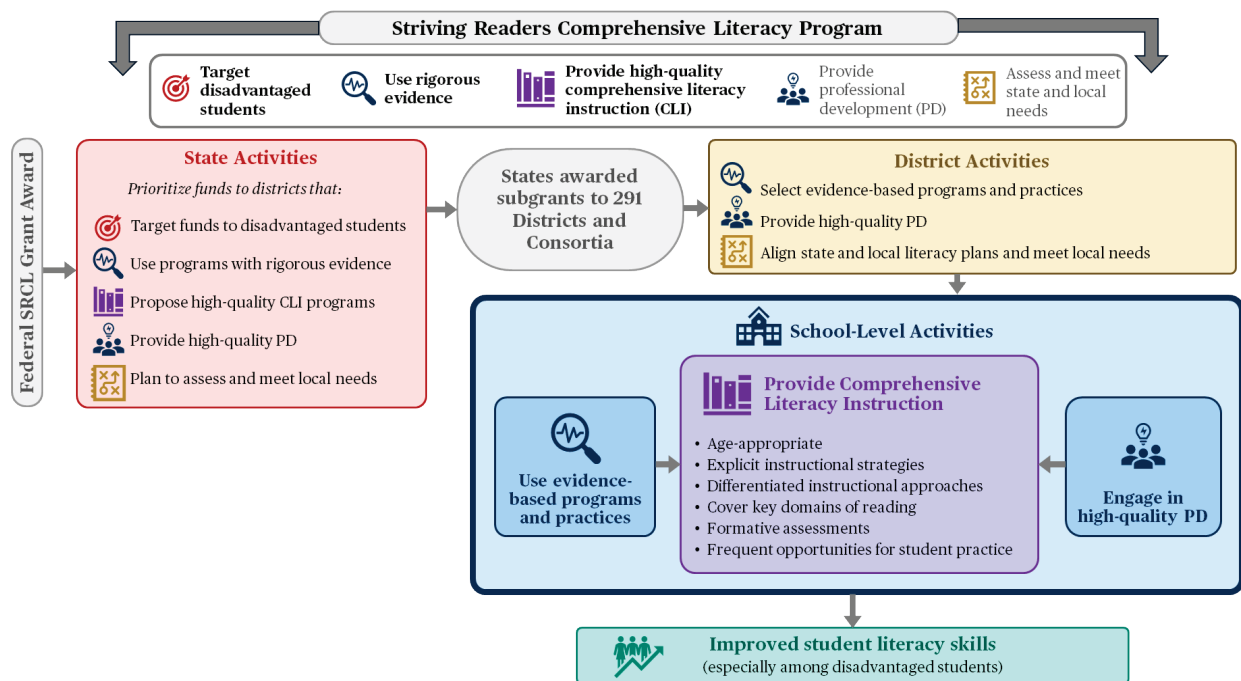 Striving Readers Comprehensive Literacy Program
Target
disadvantaged
students
Use rigorous
evidence
Provide high-quality
comprehensive literacy
instruction (CLI)
Provide
professional
development (PD)
Assess and meet
state and local
needs
Federal SRCL Grant Award
State Activities
Prioritize funds to districts that:
Target funds to disadvantaged students
Use programs with rigorous evidence
Propose high-quality CLI programs
Provide high-quality PD
Plan to assess and meet local needs
States awarded
subgrants to 291
Districts and
Consortia
District Activities
Select evidence-based programs and practices
Provide high-quality PD
Align state and local literacy plans and meet local needs
School-Level Activities
Use evidence-
based programs
and practices
Provide Comprehensive
Literacy Instruction
• Age-appropriate
• Explicit instructional strategies
• Differentiated instructional approaches
• Cover key domains of reading
• Formative assessments
• Frequent opportunities for student practice
Engage in
high-quality PD
Improved student literacy skills
(especially among disadvantaged students)